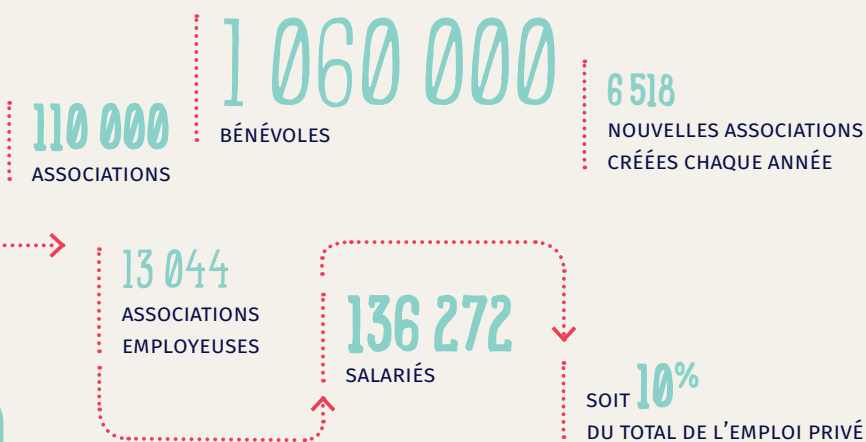 110 000
ASSOCIATIONS
1 060 000
BÉNÉVOLES
6 518
NOUVELLES ASSOCIATIONS
CRÉÉES CHAQUE ANNÉE
13 044
ASSOCIATIONS
EMPLOYEUSES
136 272
SALARIÉS
SOIT 10%
DU TOTAL DE L’EMPLOI PRIVÉ